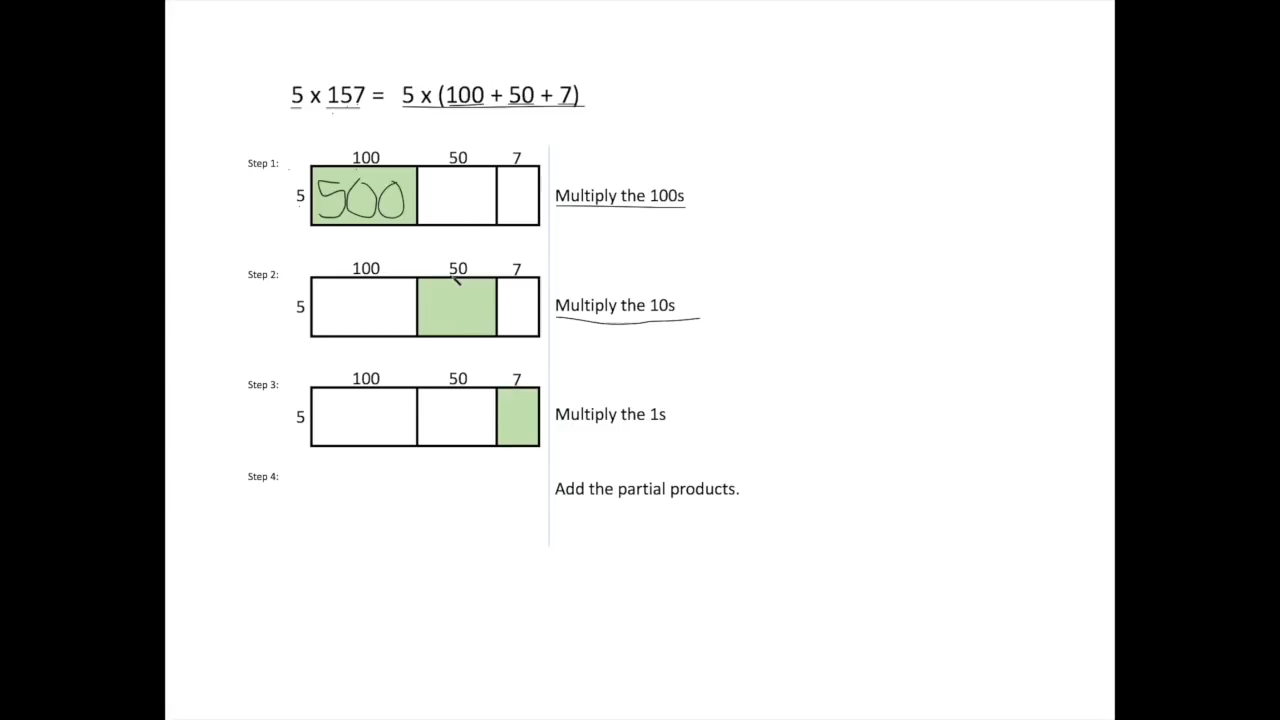 5 x 157 = 5 x (100 + 50 + 7)
Step 1: 100 50 7
5 500 Multiply the 100s
Step 2: 100 50 7
5 Multiply the 10s
Step 3: 100 50 7
5 Multiply the 1s
Step 4: Add the partial products.